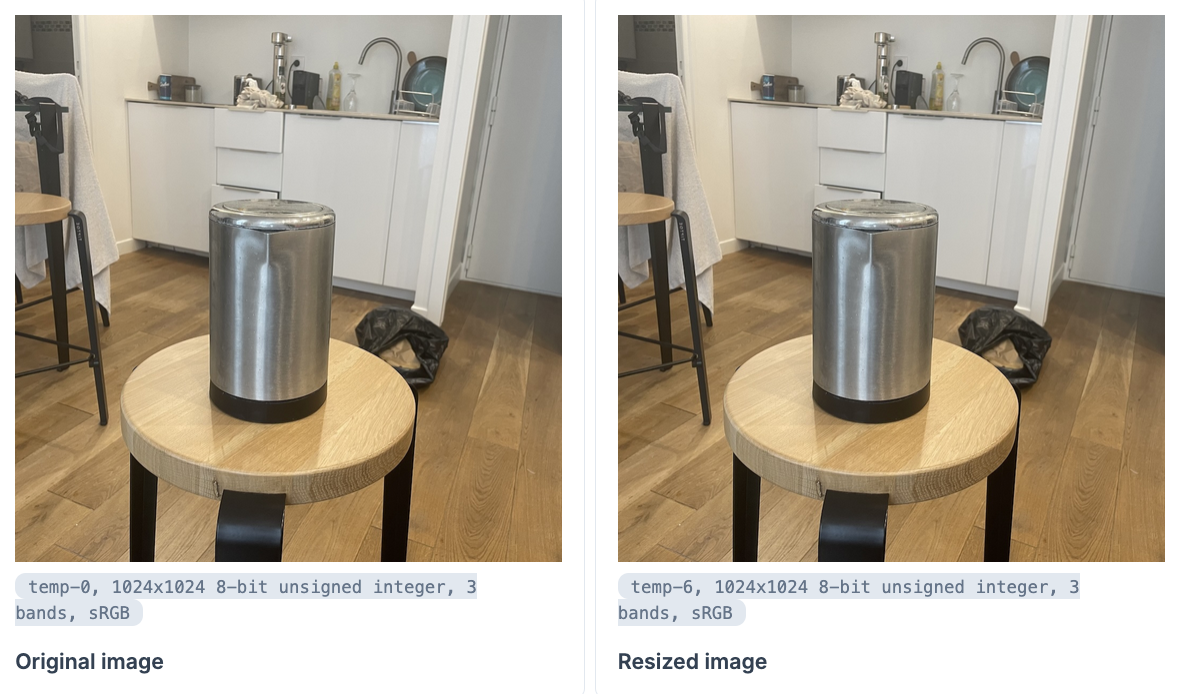 temp-0, 1024x1024 8-bit unsigned integer, 3
bands, sRGB
Original image
temp-6, 1024x1024 8-bit unsigned integer, 3
bands, sRGB
Resized image